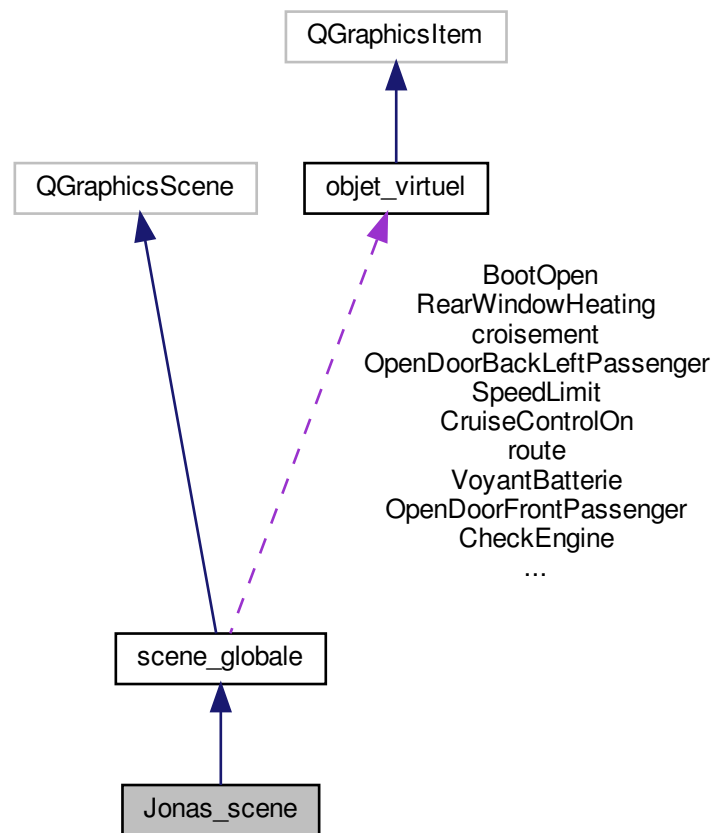 QGraphicsItem
QGraphicsScene
objet_virtuel
BootOpen
RearWindowHeating
croisement
OpenDoorBackLeftPassenger
SpeedLimit
CruiseControlOn
route
VoyantBatterie
OpenDoorFrontPassenger
CheckEngine
...
scene_globale
Jonas_scene